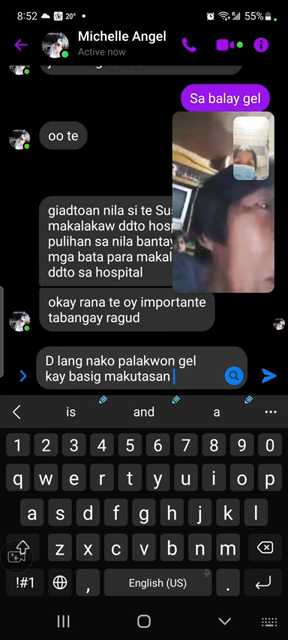 8:52
20°
55%
Michelle Angel
Active now
Sa balay gel
oo te
giadtoan nila si te
makalakaw ddto
pulihan sa nila bantay
mga bata para
ddto sa hospital
okay rana te oy importante
tabangay ragud
D lang nako palakwon gel
kay basig makutasan
is and a
1 2 3 4 5 6 7 8 9 0
q w e r t y u i o p
a s d f g h j k l
z x c v b n m
!#1 , English (US) .